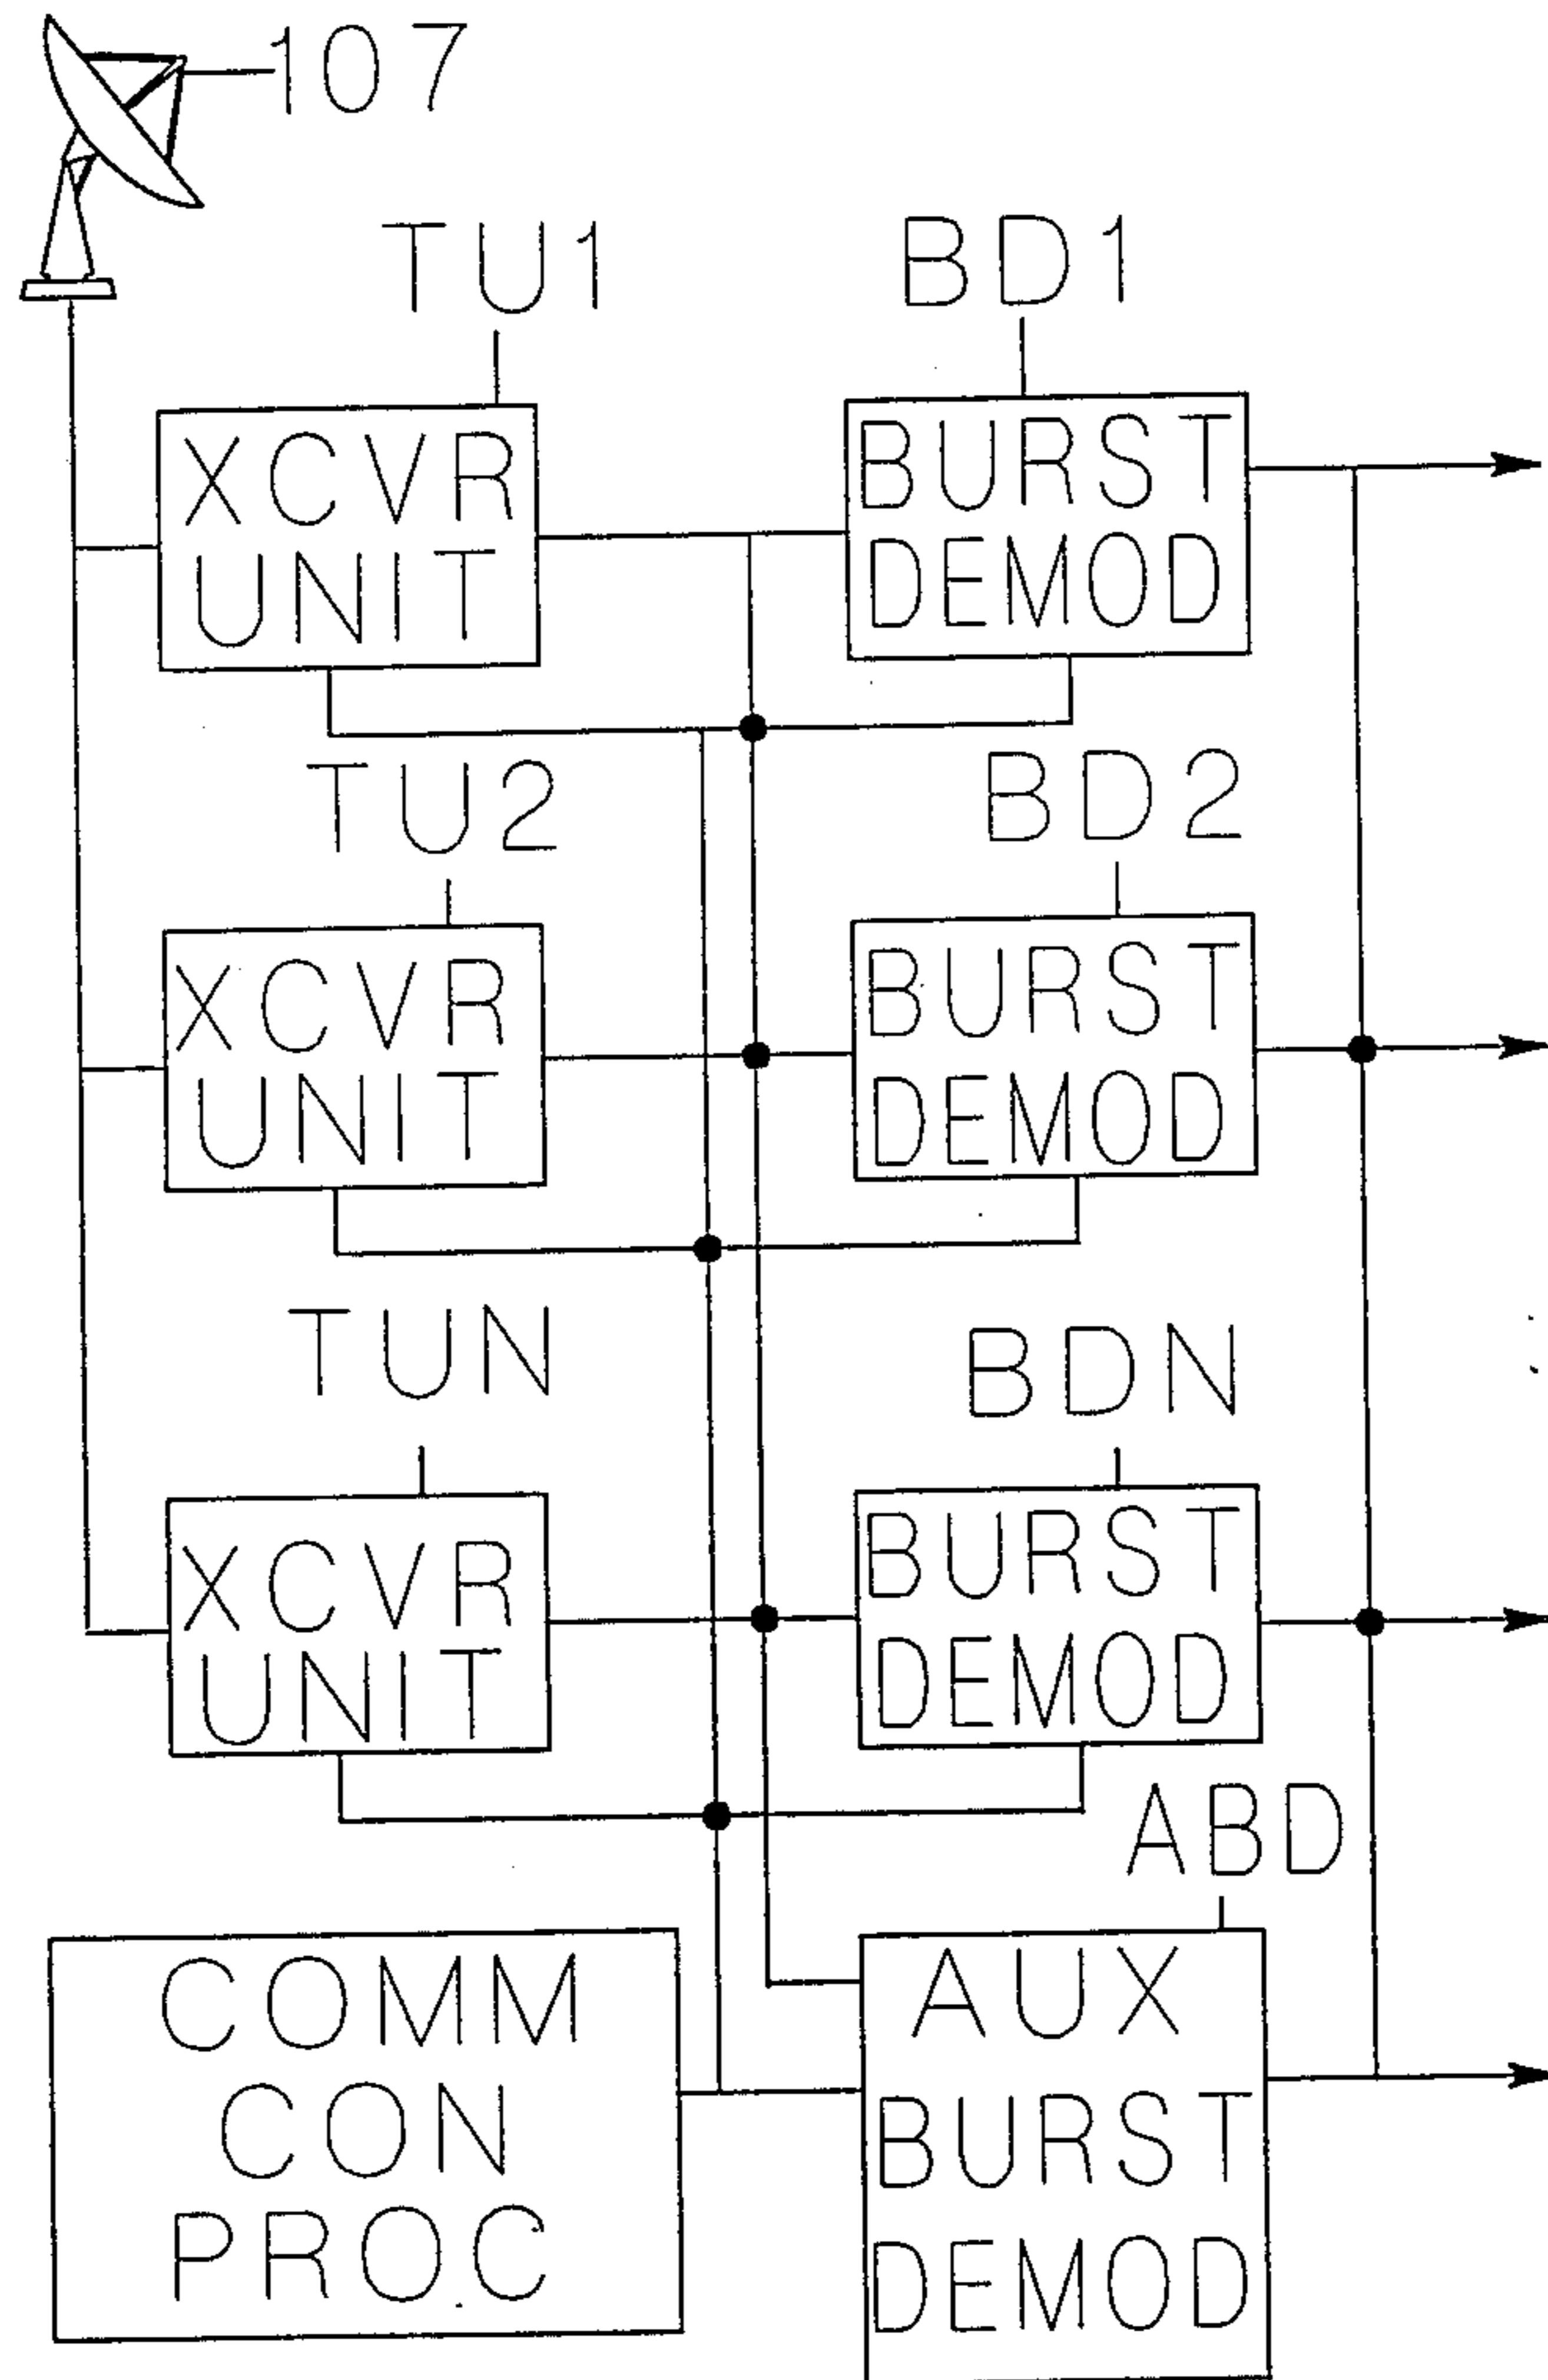 107
TU1
BD1
XCVR
UNIT
BURST
DEMOD
TU2
BD2
XCVR
UNIT
BURST
DEMOD
TUN
BDN
XCVR
UNIT
BURST
DEMOD
ABD
COMM
CON
PROC
AUX
BURST
DEMOD